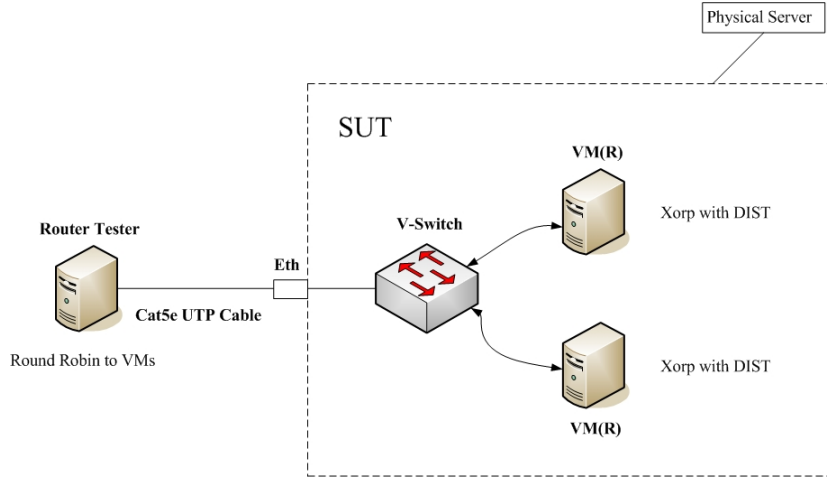 Physical Server
SUT
VM(R)
Xorp with DIST
V-Switch
Router Tester
Eth
Cat5e UTP Cable
Round Robin to VMs
Xorp with DIST
VM(R)